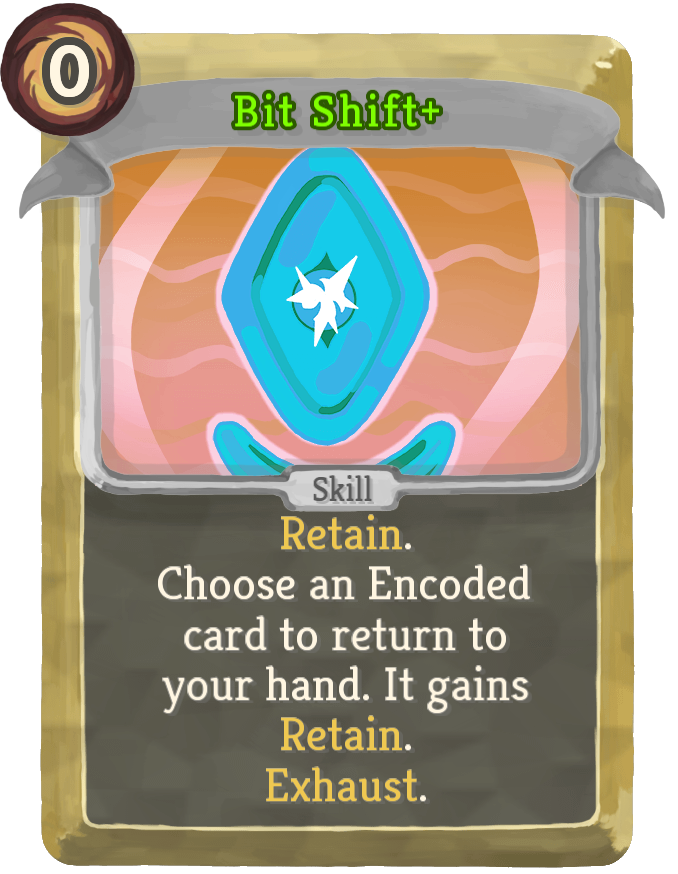 0
Bit Shift+
Skill
Retain.
Choose an Encoded
card to return to
your hand. It gains
Retain.
Exhaust.